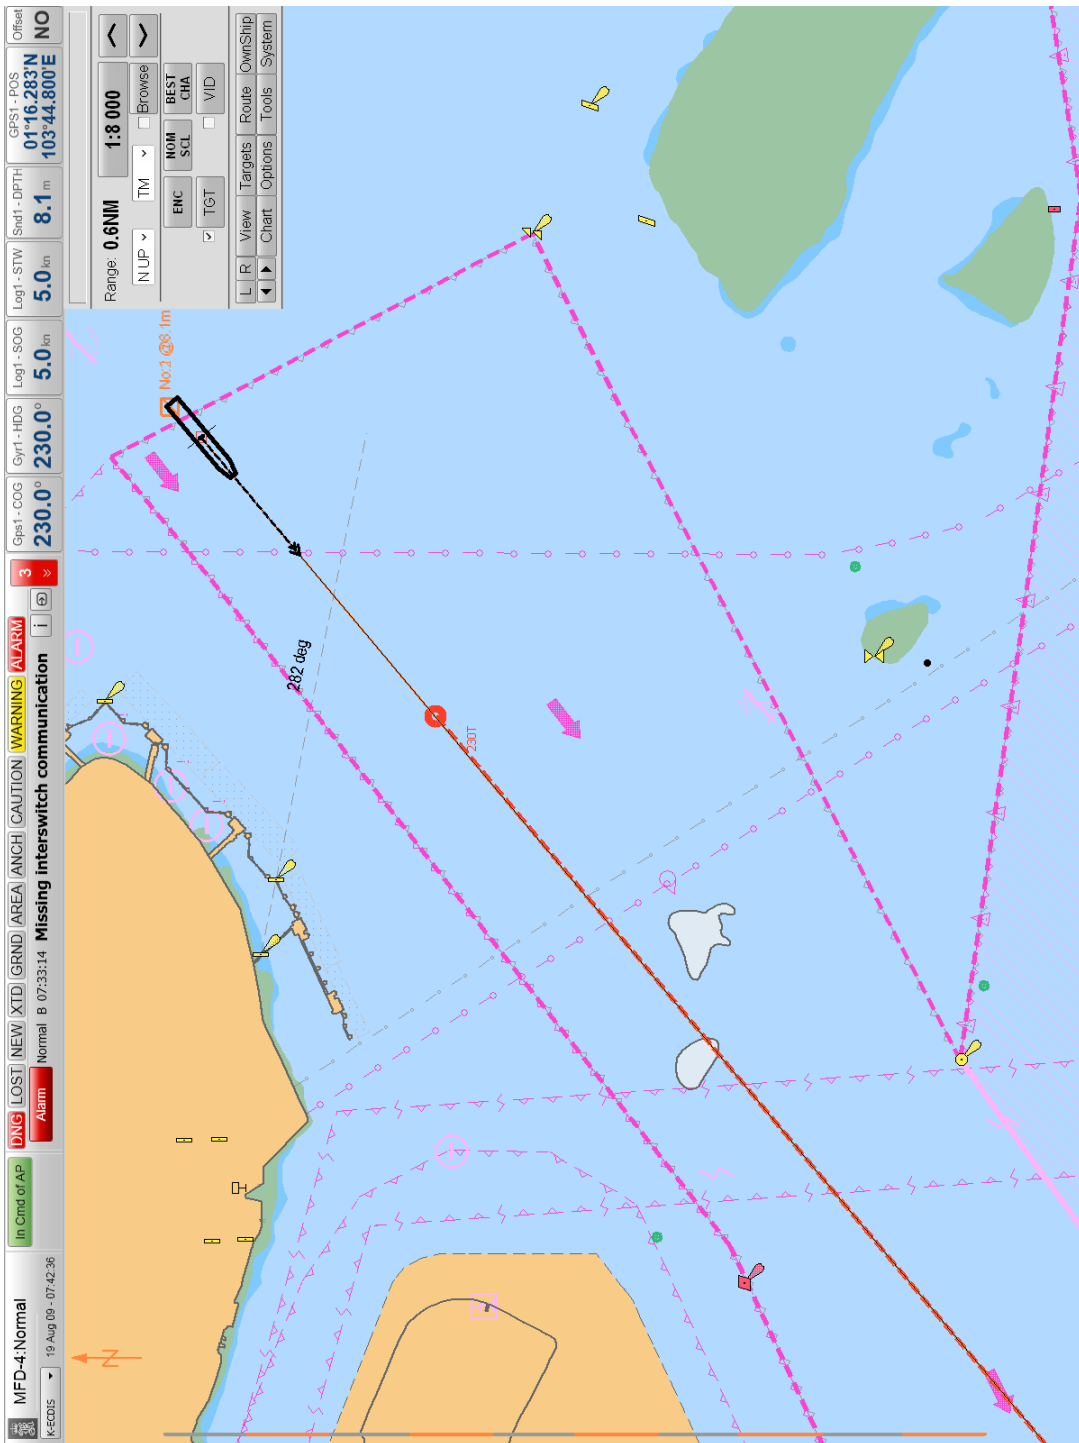 MFD-4:Normal
K-ECDIS
19 Aug 09 - 07:42:36
In Cmd of AP
DNG LOST NEW XTD GRND AREA ANCH CAUTION WARNING ALARM
3
Alarm
Normal B 07:33:14 Missing interswitch communication
i
Gps1 - COG
230.0°
Gyr1 - HDG
230.0°
Log1 - SOG
5.0 kn
Log1 - STW
5.0 kn
Snd1 - DPTH
8.1 m
GPS1 - POS
01°16.283'N
103°44.800'E
Offset
NO
Range: 0.6NM
1:8 000
N UP
TM
Browse
ENC
NOM SCL
BEST CHA
TGT
VID
L R View Targets Route OwnShip
Chart Options Tools System
N
282 deg
230T